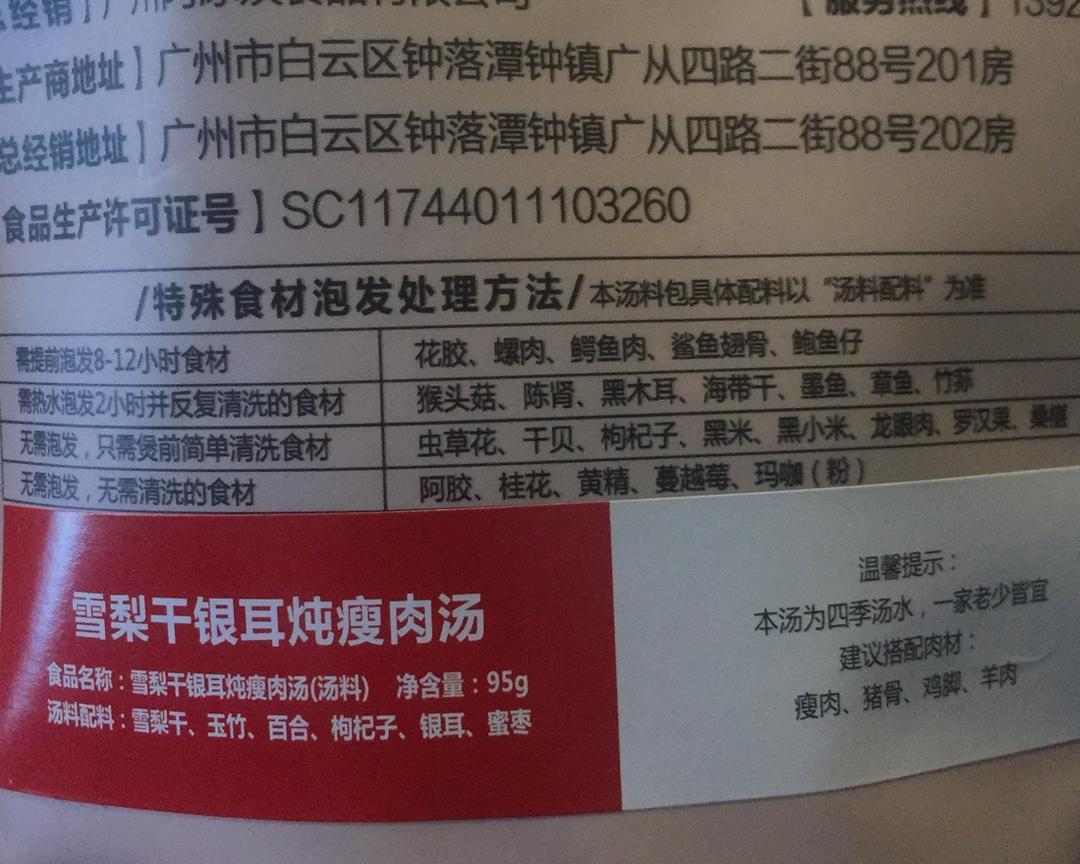 总经销】广州
【服务热线】1392
生产商地址】广州市白云区钟落潭钟镇广从四路二街88号201房
总经销地址】广州市白云区钟落潭钟镇广从四路二街88号202房
食品生产许可证号】SC11744011103260
/特殊食材泡发处理方法/本汤料包具体配料以“汤料配料”为准
需提前泡发8-12小时食材 花胶、螺肉、鳄鱼肉、鲨鱼翅骨、鲍鱼仔
需热水泡发2小时并反复清洗的食材 猴头菇、陈肾、黑木耳、海带干、墨鱼、章鱼、竹荪
无需泡发，只需煲前简单清洗食材 虫草花、干贝、枸杞子、黑米、黑小米、龙眼肉、罗汉果、桑椹
无需泡发，无需清洗的食材 阿胶、桂花、黄精、蔓越莓、玛咖（粉）
雪梨干银耳炖瘦肉汤
食品名称：雪梨干银耳炖瘦肉汤(汤料) 净含量：95g
汤料配料：雪梨干、玉竹、百合、枸杞子、银耳、蜜枣
温馨提示：
本汤为四季汤水，一家老少皆宜
建议搭配肉材：
瘦肉、猪骨、鸡脚、羊肉